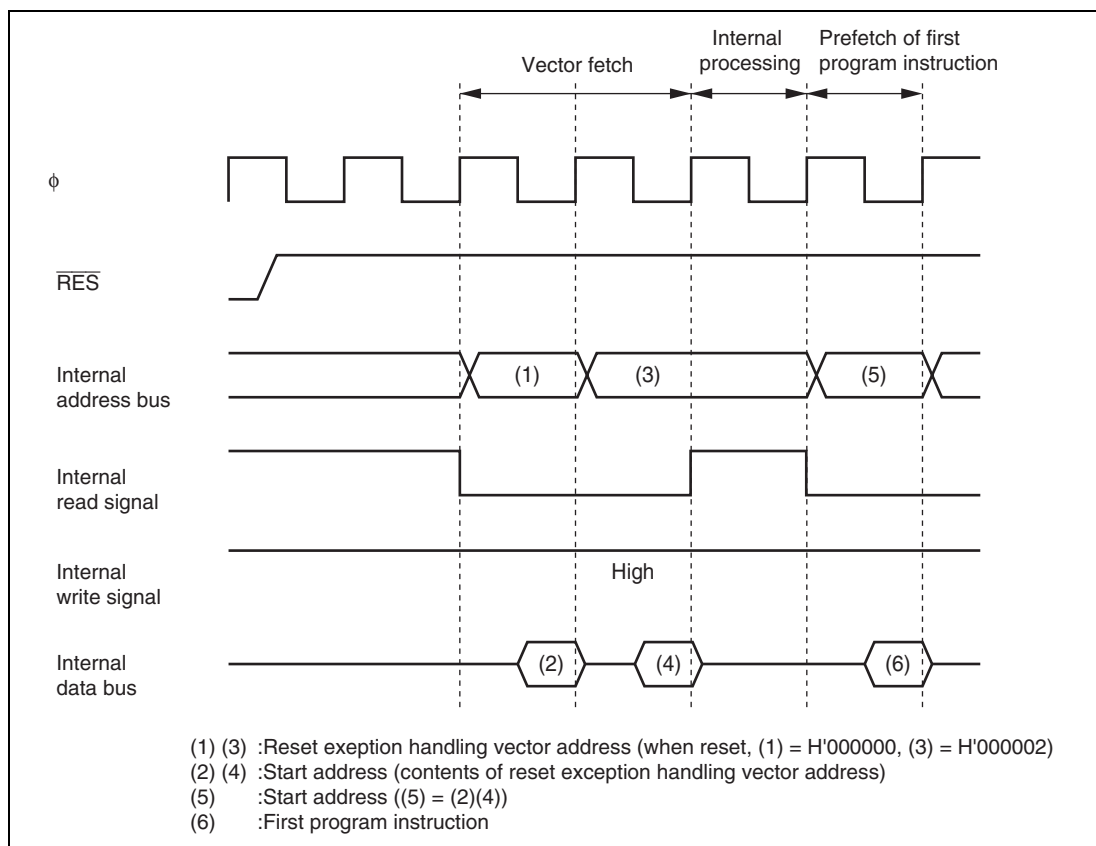 Vector fetch
Internal
processing
Prefetch of first
program instruction
ϕ
RES
Internal
address bus
(1)
(3)
(5)
Internal
read signal
Internal
write signal
High
Internal
data bus
(2)
(4)
(6)
(1) (3) :Reset exeption handling vector address (when reset, (1) = H'000000, (3) = H'000002)
(2) (4) :Start address (contents of reset exception handling vector address)
(5) :Start address ((5) = (2)(4))
(6) :First program instruction